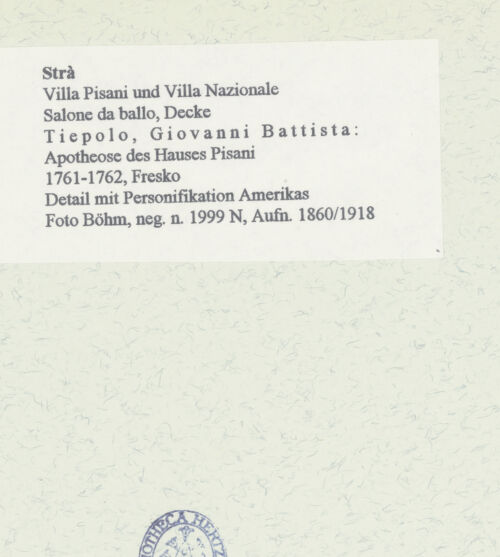 Strà
Villa Pisani und Villa Nazionale
Salone da ballo, Decke
Tiepolo, Giovanni Battista:
Apotheose des Hauses Pisani
1761-1762, Fresko
Detail mit Personifikation Amerikas
Foto Böhm, neg. n. 1999 N, Aufn. 1860/1918